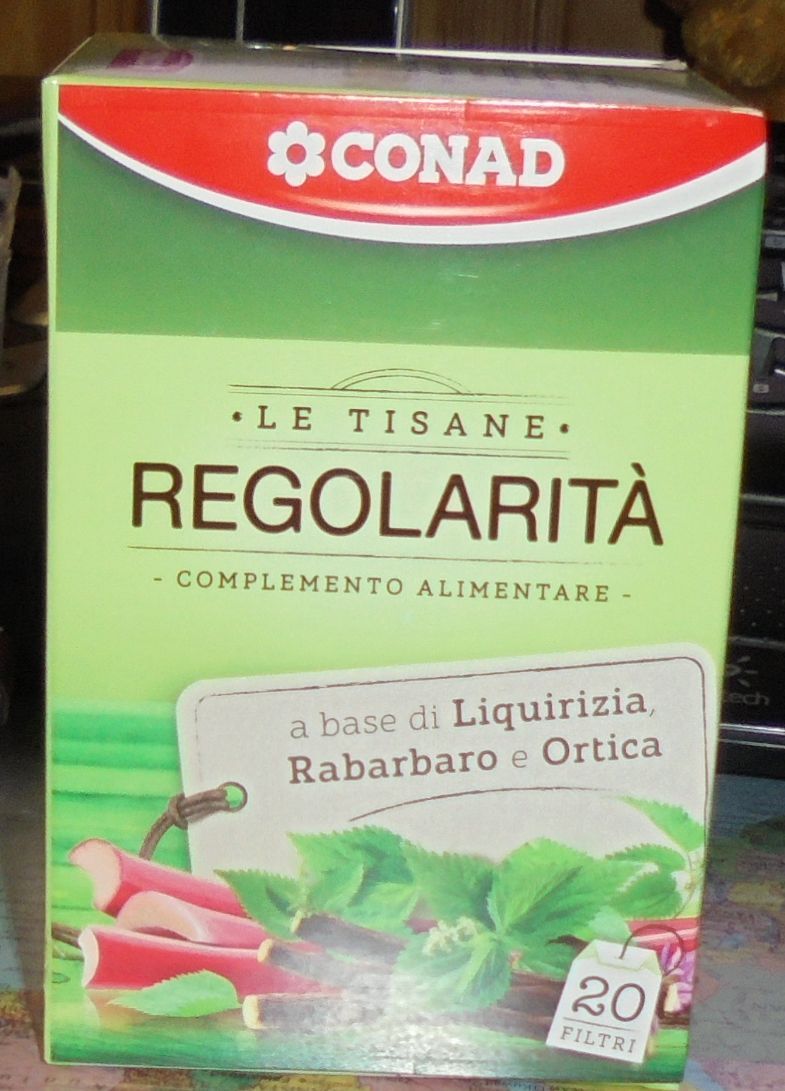 CONAD
• LE TISANE •
REGOLARITÀ
- COMPLEMENTO ALIMENTARE -
a base di Liquirizia,
Rabarbaro e Ortica
20
FILTRI